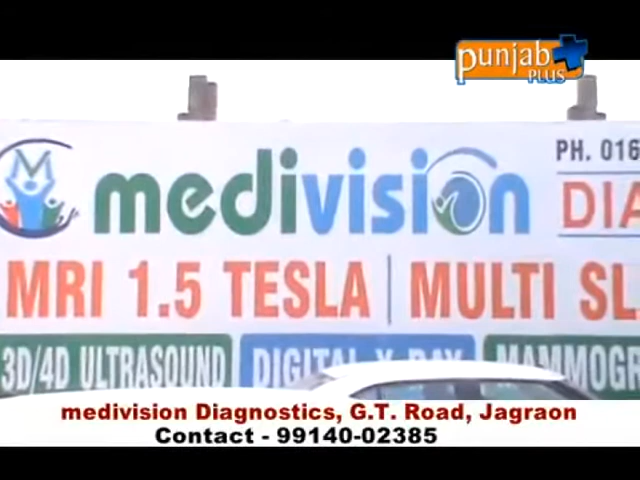 punjab
PLUS
medivision
PH. 016
DIA
MRI 1.5 TESLA
MULTI SL
3D/4D ULTRASOUND
DIGITAL X-RAY
MAMMOGR
medivision Diagnostics, G.T. Road, Jagraon
Contact - 99140-02385